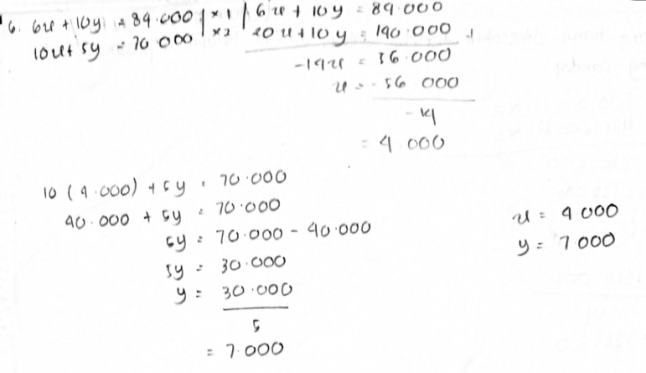 6. 6x + 10y = 84.000 | ×1 | 6x + 10y = 84.000
10x + 5y = 70.000 | ×2 | 20x + 10y = 140.000 -
-14x = 56.000
x = -56 000
-14
= 4.000
10 (4.000) + 5y = 70.000
40.000 + 5y = 70.000
5y = 70.000 - 40.000
x = 4 000
5y = 30.000
y = 7 000
y = 30.000
5
= 7.000